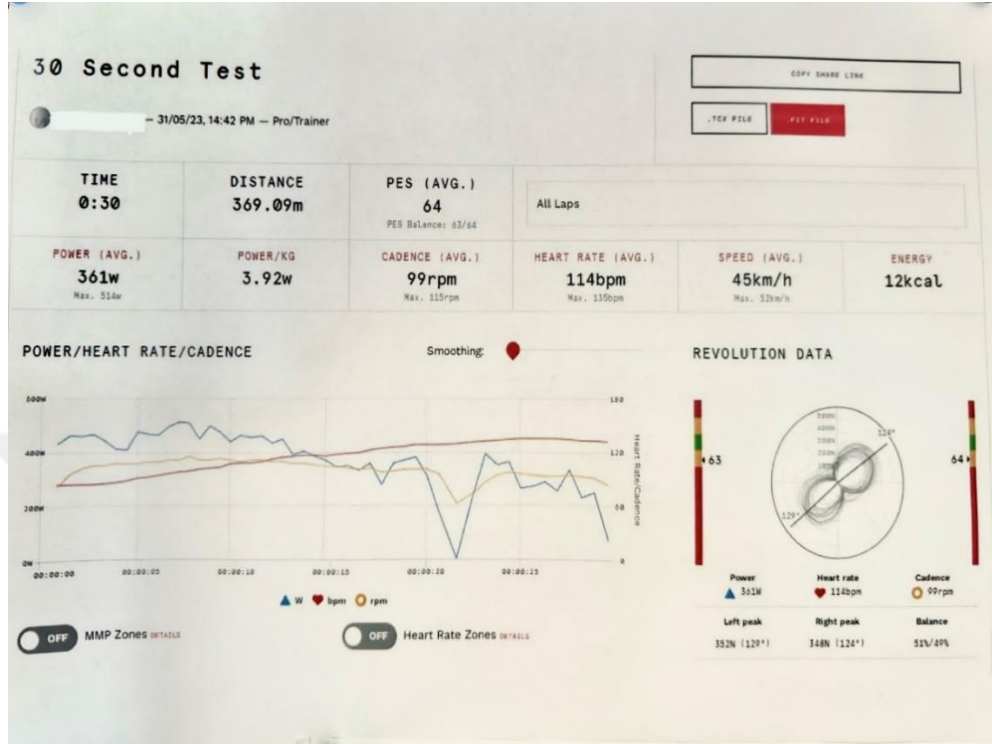 30 Second Test
COPY SHARE LINK
— 31/05/23, 14:42 PM — Pro/Trainer
.TCX FILE
.FIT FILE
TIME
0:30
DISTANCE
369.09m
PES (AVG.)
64
PES Balance: 63/64
All Laps
POWER (AVG.)
361w
Max. 514w
POWER/KG
3.92w
CADENCE (AVG.)
99rpm
Max. 115rpm
HEART RATE (AVG.)
114bpm
Max. 135bpm
SPEED (AVG.)
45km/h
Max. 52km/h
ENERGY
12kcal
POWER/HEART RATE/CADENCE
Smoothing:
600W
400W
200W
0W
180
120
60
0
Heart Rate/Cadence
00:00:00
00:00:05
00:00:10
00:00:15
00:00:20
00:00:25
W
bpm
rpm
OFF
MMP Zones DETAILS
OFF
Heart Rate Zones DETAILS
REVOLUTION DATA
63
64
500N
400N
300N
200N
124°
129°
Power
361W
Heart rate
114bpm
Cadence
99rpm
Left peak
352N (129°)
Right peak
348N (124°)
Balance
51%/49%